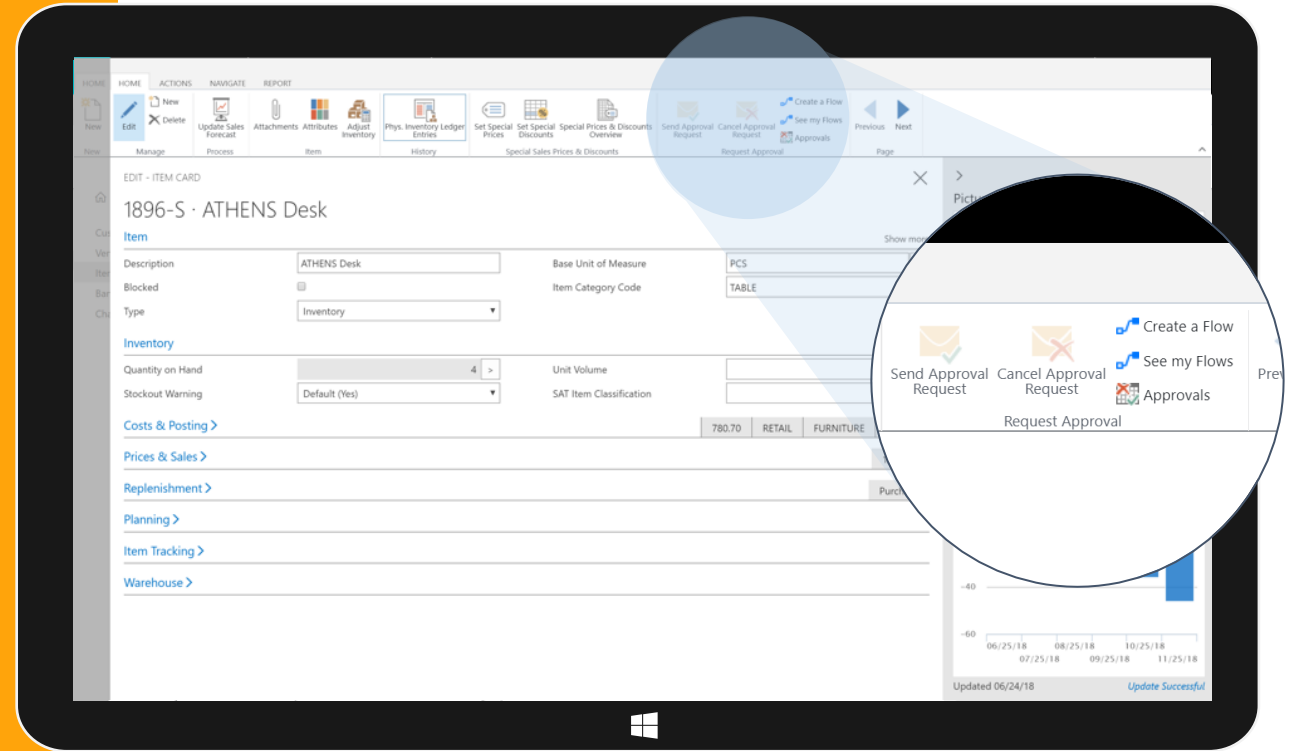 HOME HOME ACTIONS NAVIGATE REPORT
New
Edit
New
Delete
Update Sales Forecast
Attachments
Attributes
Adjust Inventory
Phys. Inventory Ledger Entries
Set Special Prices
Set Special Discounts
Special Prices & Discounts Overview
Send Approval Request
Cancel Approval Request
Create a Flow
See my Flows
Approvals
Previous
Next
New Manage Process Item History Special Sales Prices & Discounts Request Approval Page
EDIT - ITEM CARD
1896-S · ATHENS Desk
Item
Show more
Description ATHENS Desk
Base Unit of Measure PCS
Blocked
Item Category Code TABLE
Type Inventory
Inventory
Quantity on Hand 4 >
Unit Volume
Stockout Warning Default (Yes)
SAT Item Classification
Costs & Posting > 780.70 RETAIL FURNITURE
Prices & Sales >
Replenishment >
Planning >
Item Tracking >
Warehouse >
Send Approval
Request
Cancel Approval
Request
Create a Flow
See my Flows
Approvals
Request Approval
-40
-60
06/25/18 08/25/18 10/25/18
07/25/18 09/25/18 11/25/18
Updated 06/24/18 Update Successful